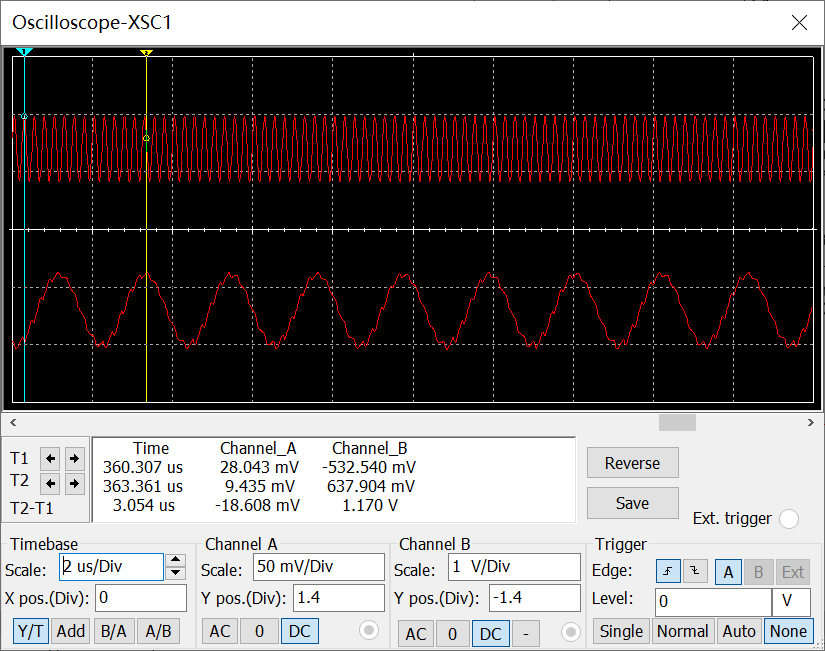 Oscilloscope-XSC1
1 2
T1
T2
T2-T1
Time Channel_A Channel_B
360.307 us 28.043 mV -532.540 mV
363.361 us 9.435 mV 637.904 mV
3.054 us -18.608 mV 1.170 V
Reverse
Save
Ext. trigger
Timebase
Scale: 2 us/Div
X pos.(Div): 0
Y/T Add B/A A/B
Channel A
Scale: 50 mV/Div
Y pos.(Div): 1.4
AC 0 DC
Channel B
Scale: 1 V/Div
Y pos.(Div): -1.4
AC 0 DC -
Trigger
Edge: A B Ext
Level: 0 V
Single Normal Auto None